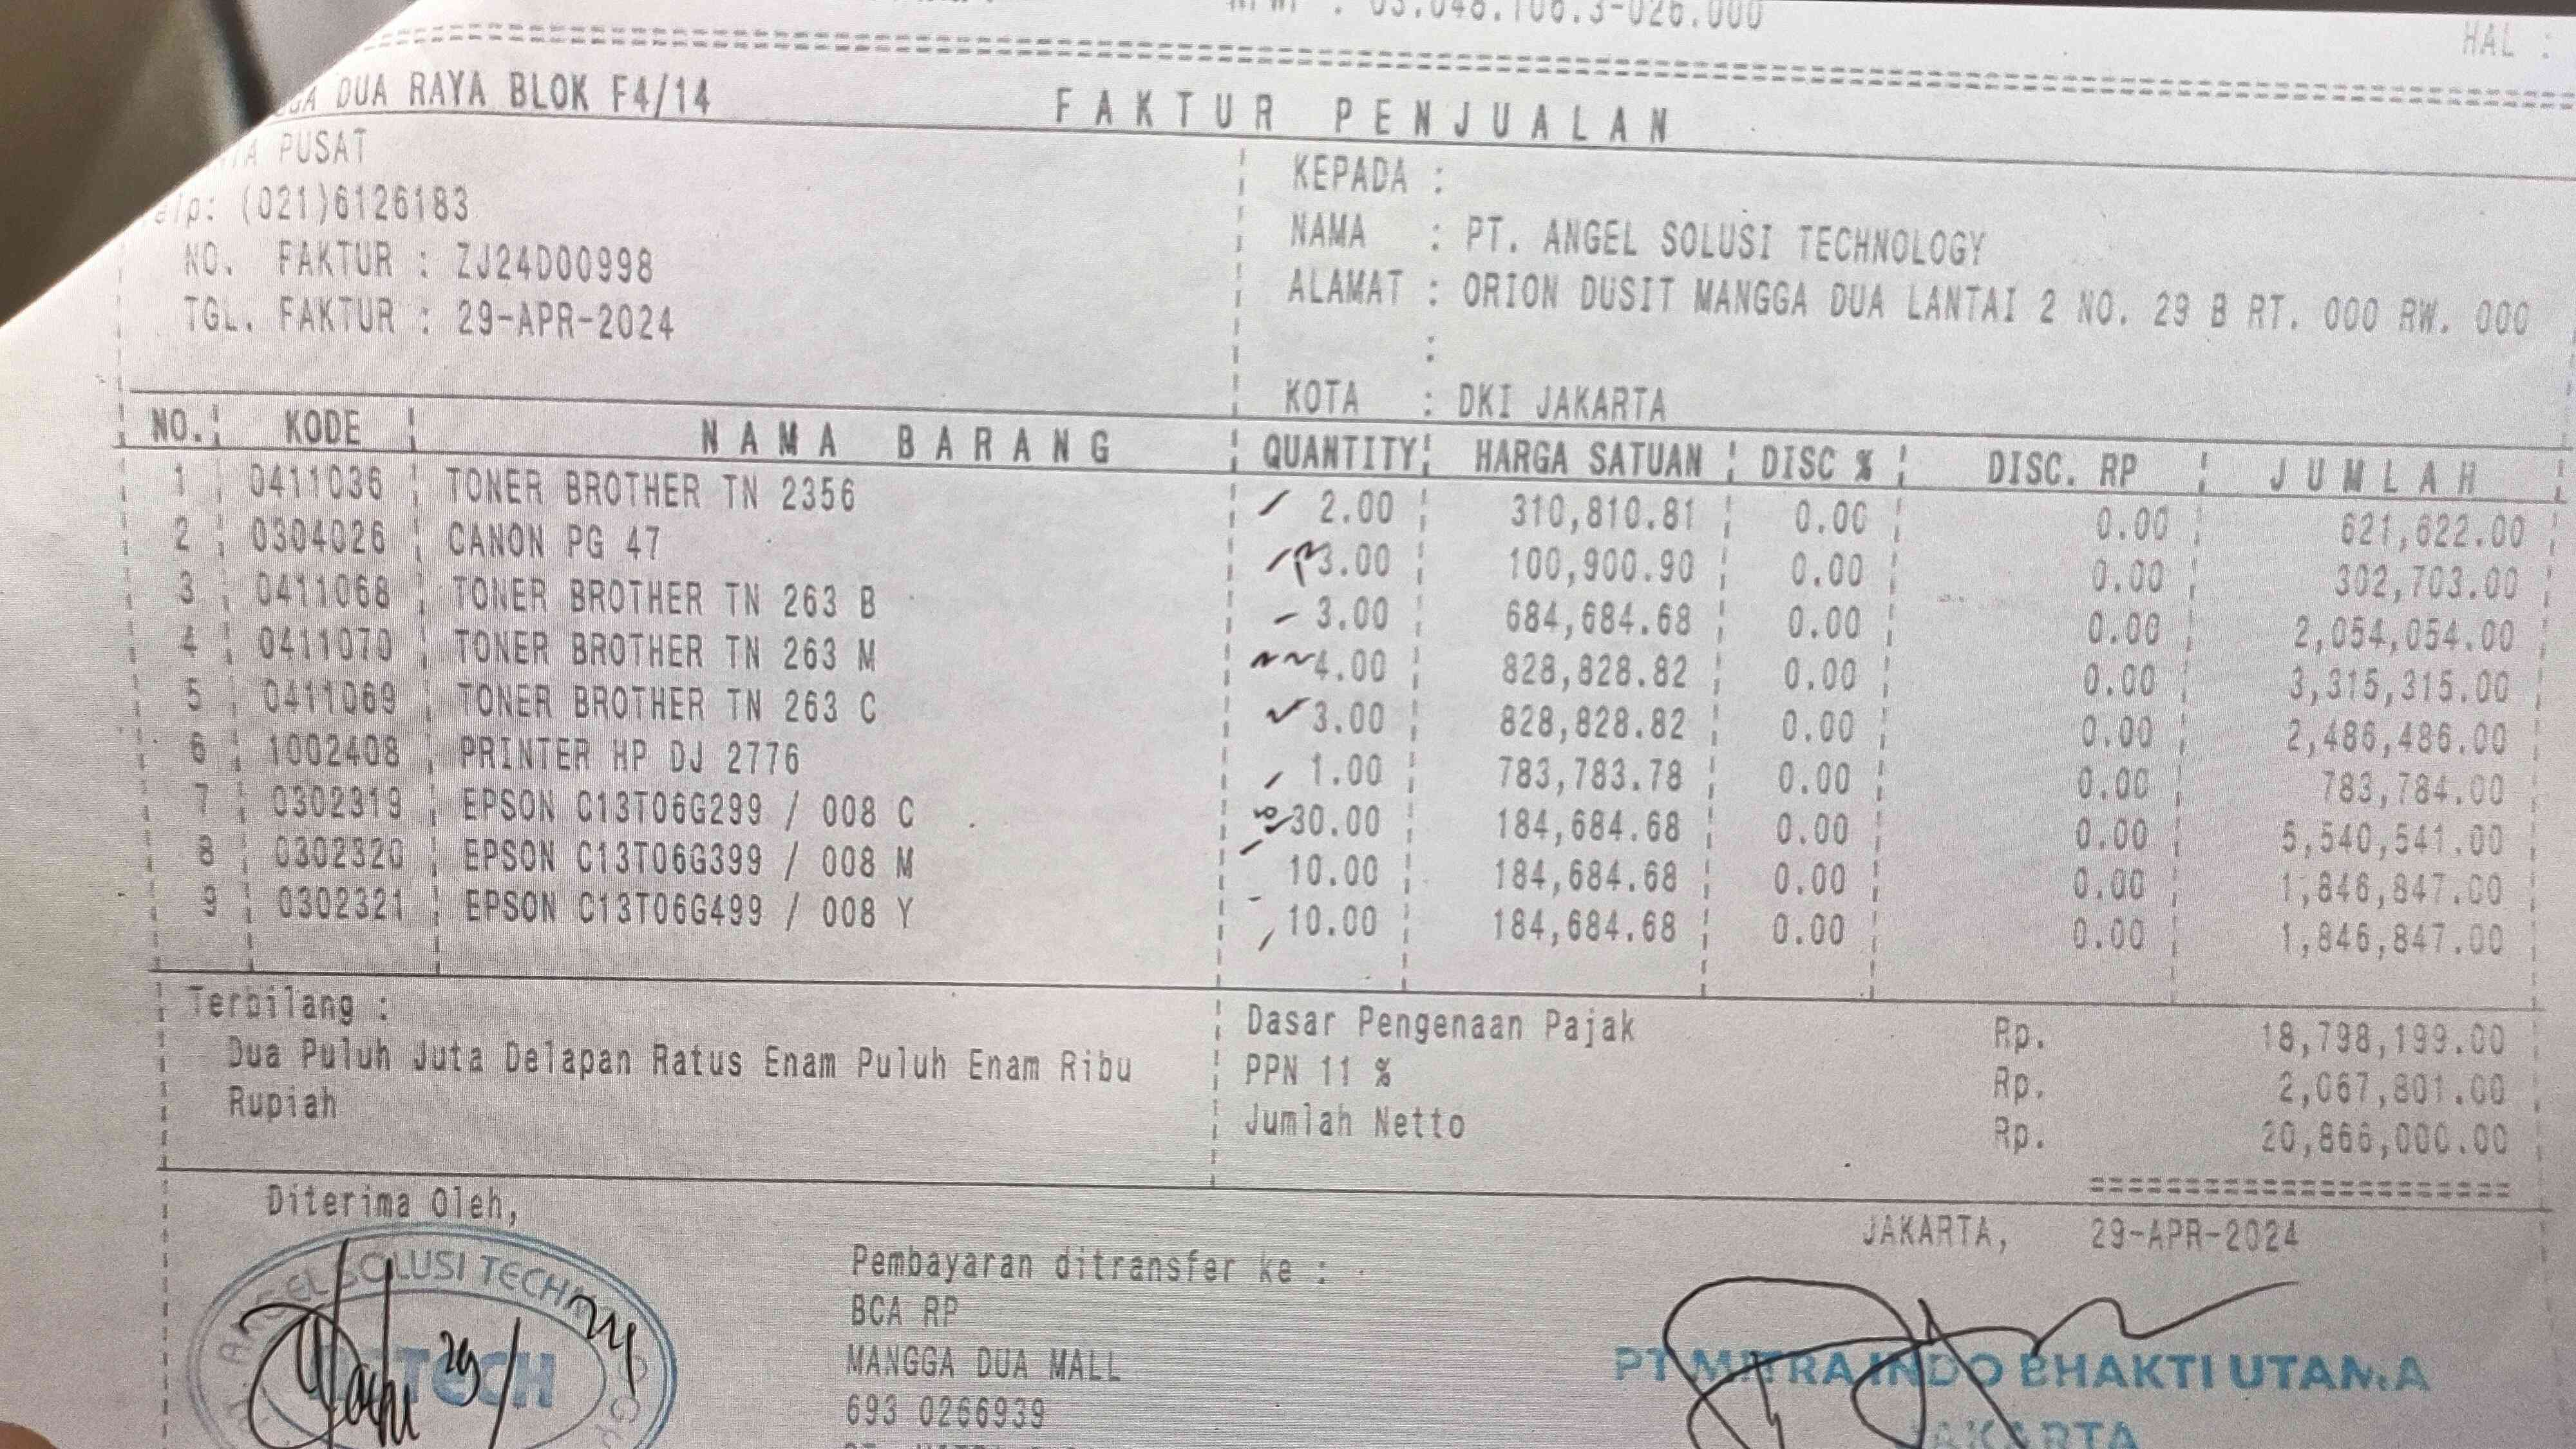 : 03.048.106.3-026.000
HAL :
DUA RAYA BLOK F4/14
FAKTUR PENJUALAN
PUSAT
(021)6126183
NO. FAKTUR : ZJ24D00998
TGL. FAKTUR : 29-APR-2024
KEPADA :
NAMA : PT. ANGEL SOLUSI TECHNOLOGY
ALAMAT : ORION DUSIT MANGGA DUA LANTAI 2 NO. 29 B RT. 000 RW. 000
:
KOTA : DKI JAKARTA
NO. KODE NAMA BARANG QUANTITY HARGA SATUAN DISC % DISC. RP JUMLAH
1 0411036 TONER BROTHER TN 2356 2.00 310,810.81 0.00 0.00 621,622.00
2 0304026 CANON PG 47 3.00 100,900.90 0.00 0.00 302,703.00
3 0411068 TONER BROTHER TN 263 B 3.00 684,684.68 0.00 0.00 2,054,054.00
4 0411070 TONER BROTHER TN 263 M 4.00 828,828.82 0.00 0.00 3,315,315.00
5 0411069 TONER BROTHER TN 263 C 3.00 828,828.82 0.00 0.00 2,486,486.00
6 1002408 PRINTER HP DJ 2776 1.00 783,783.78 0.00 0.00 783,784.00
7 0302319 EPSON C13T06G299 / 008 C 30.00 184,684.68 0.00 0.00 5,540,541.00
8 0302320 EPSON C13T06G399 / 008 M 10.00 184,684.68 0.00 0.00 1,846,847.00
9 0302321 EPSON C13T06G499 / 008 Y 10.00 184,684.68 0.00 0.00 1,846,847.00
Terbilang :
Dua Puluh Juta Delapan Ratus Enam Puluh Enam Ribu
Rupiah
Dasar Pengenaan Pajak Rp. 18,798,199.00
PPN 11 % Rp. 2,067,801.00
Jumlah Netto Rp. 20,866,000.00
Diterima Oleh,
ANGEL SOLUSI TECHN
TECH
Pembayaran ditransfer ke :
BCA RP
MANGGA DUA MALL
693 0266939
JAKARTA, 29-APR-2024
PT MITRA INDO BHAKTI UTAMA
JAKARTA